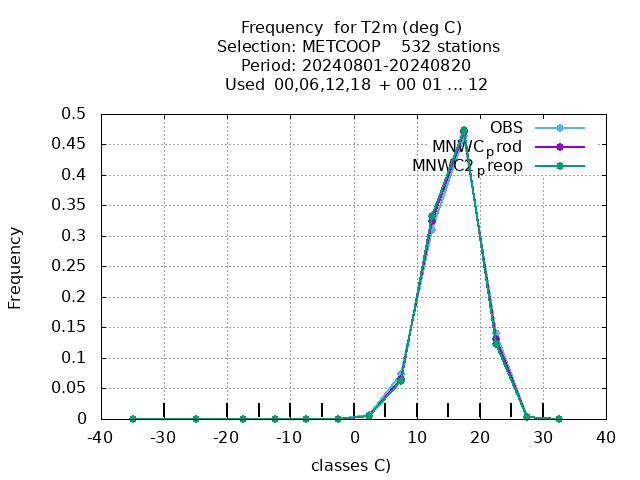 Frequency  for T2m (deg C)
Selection: METCOOP    532 stations
Period: 20240801-20240820
Used  00,06,12,18 + 00 01 ... 12
OBS
MNWCprod
MNWC2preop
0.5
0.45
0.4
0.35
0.3
0.25
0.2
0.15
0.1
0.05
0
Frequency
-40 -30 -20 -10 0 10 20 30 40
classes C)